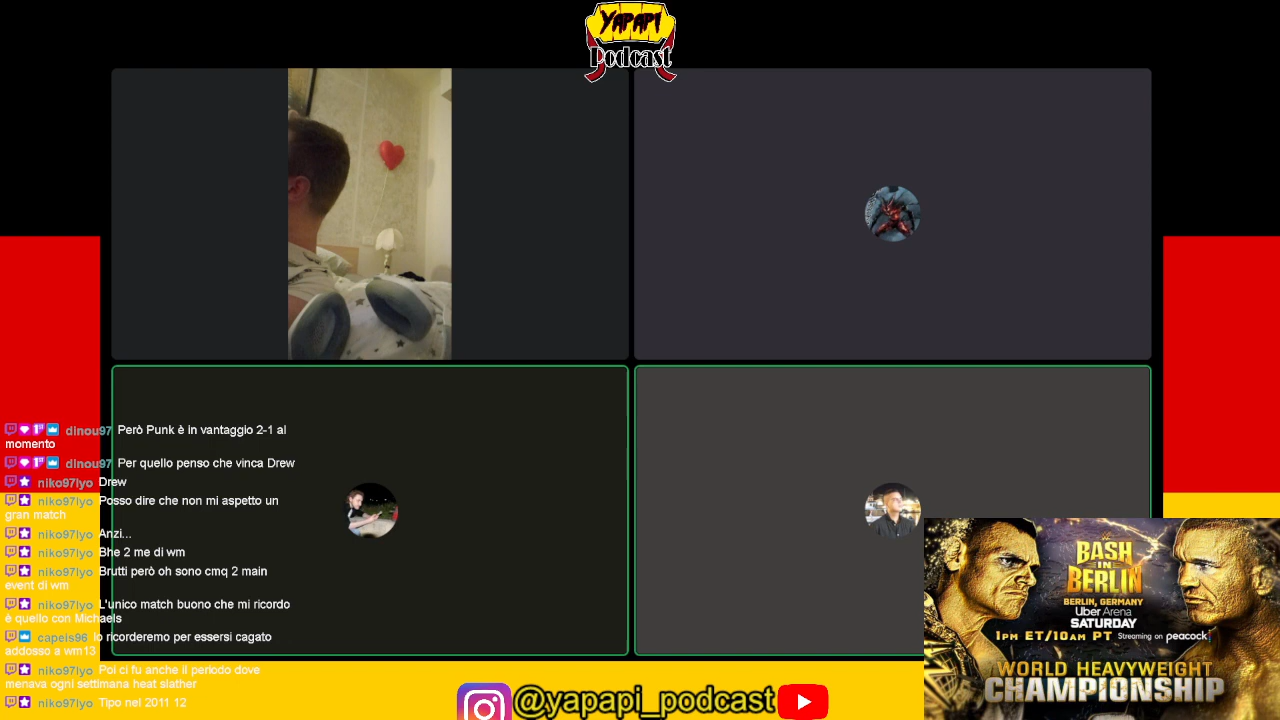 YAPAPI
Podcast
dinou97 Però Punk è in vantaggio 2-1 al
momento
dinou97 Per quello penso che vinca Drew
niko97lyo Drew
niko97lyo Posso dire che non mi aspetto un
gran match
niko97lyo Anzi...
niko97lyo Bhe 2 me di wm
niko97lyo Brutti però oh sono cmq 2 main
event di wm
niko97lyo L'unico match buono che mi ricordo
è quello con Michaels
capeis96 lo ricorderemo per essersi cagato
addosso a wm13
niko97lyo Poi ci fu anche il periodo dove
menava ogni settimana heat slather
niko97lyo Tipo nel 2011 12
BASH
IN
BERLIN
BERLIN, GERMANY
Uber Arena
SATURDAY
1PM ET/10AM PT Streaming on peacock
WORLD HEAVYWEIGHT
CHAMPIONSHIP
@yapapi_podcast